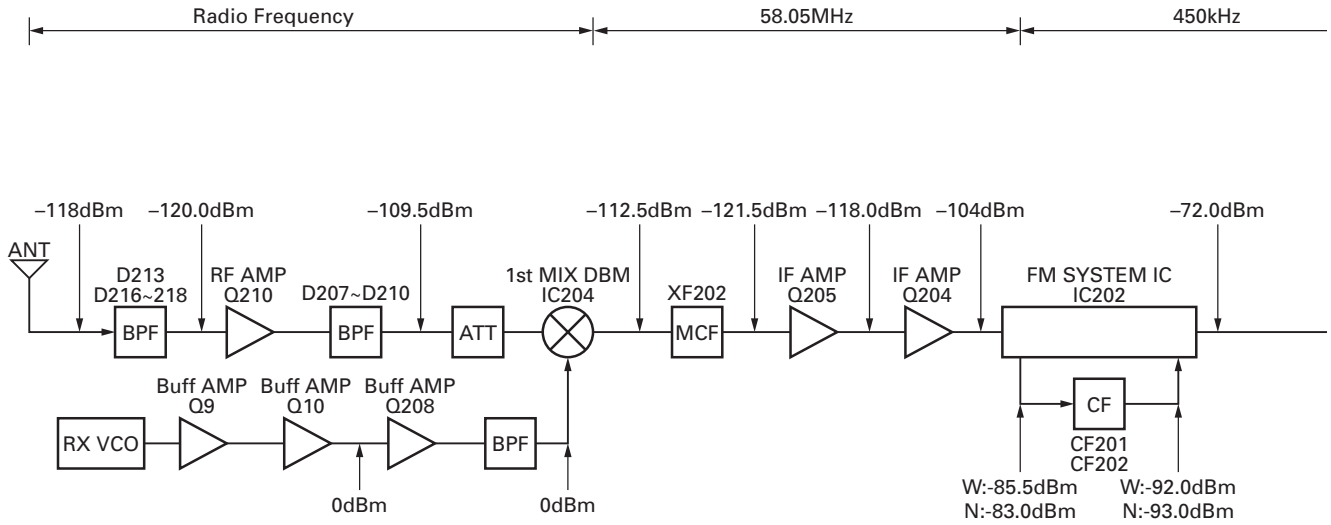 Radio Frequency
58.05MHz
450kHz
–118dBm
–120.0dBm
–109.5dBm
–112.5dBm
–121.5dBm
–118.0dBm
–104dBm
–72.0dBm
ANT
D213
D216~218
BPF
RF AMP
Q210
D207~D210
BPF
ATT
1st MIX DBM
IC204
XF202
MCF
IF AMP
Q205
IF AMP
Q204
FM SYSTEM IC
IC202
RX VCO
Buff AMP
Q9
Buff AMP
Q10
Buff AMP
Q208
BPF
0dBm
0dBm
CF
CF201
CF202
W:-85.5dBm
N:-83.0dBm
W:-92.0dBm
N:-93.0dBm